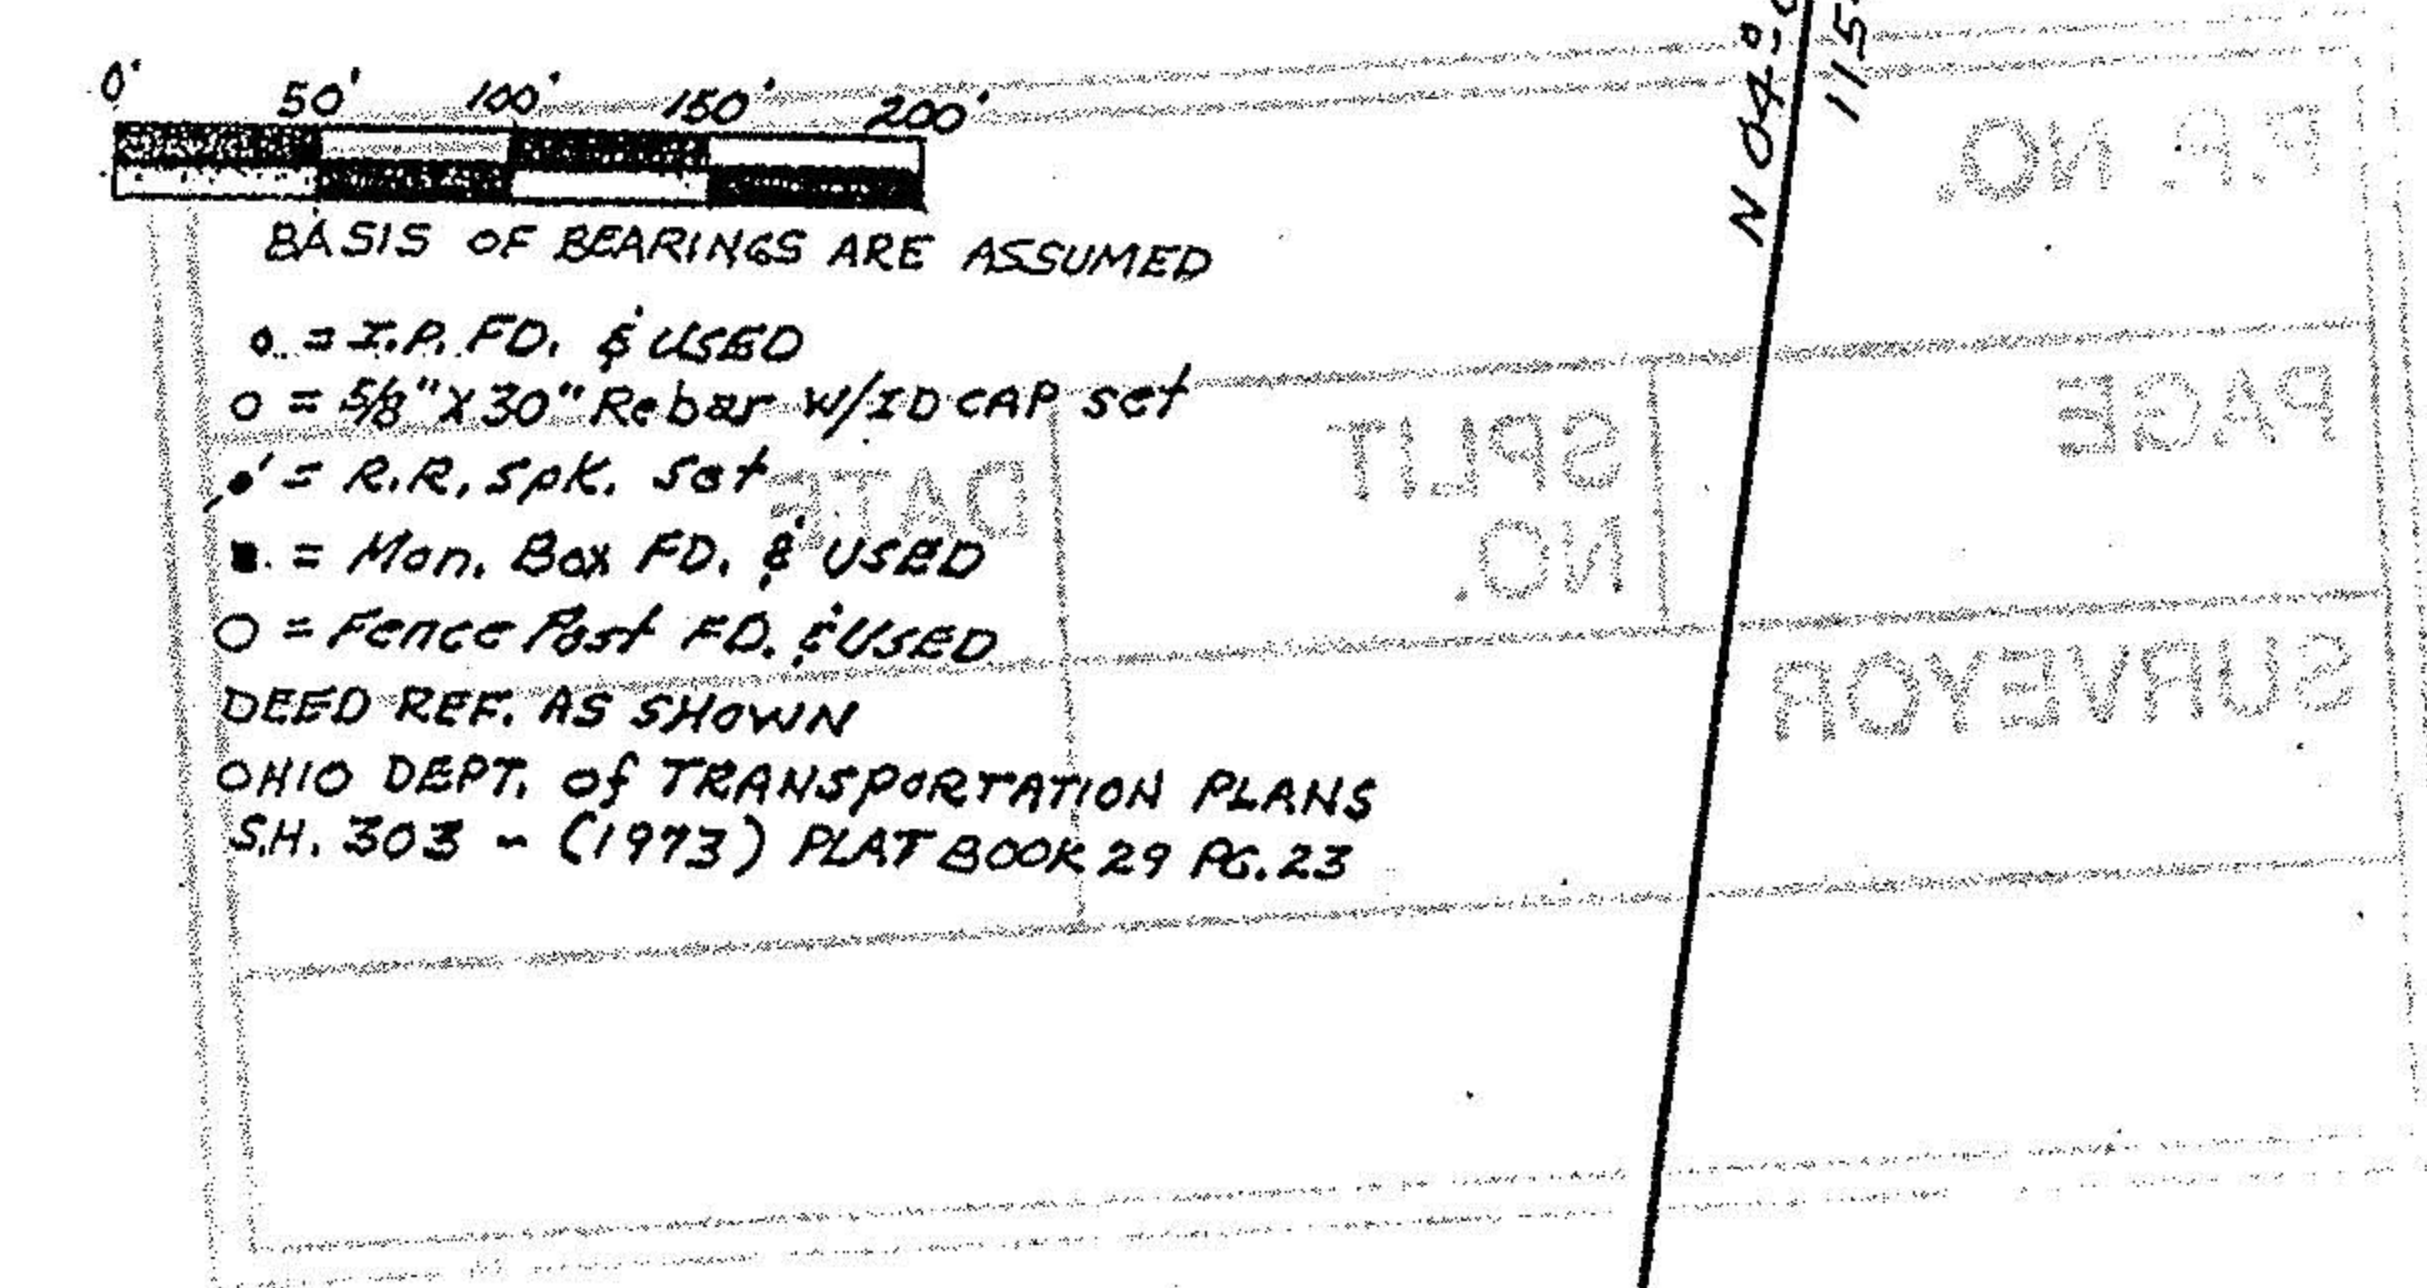 0' 50' 100' 150' 200'
BASIS OF BEARINGS ARE ASSUMED
o = I.P. FD. & USED
O = 5/8" X 30" Rebar W/ID CAP set
= R.R. spk. Set
■ = Mon. Box FD. & USED
O = Fence Post FD. & USED
DEED REF. AS SHOWN
OHIO DEPT. of TRANSPORTATION PLANS
S.H. 303 - (1973) PLAT BOOK 29 PG. 23
N 04°
115
P.P. NO.
PAGE
SPLIT
NO.
DATE
SURVEYOR